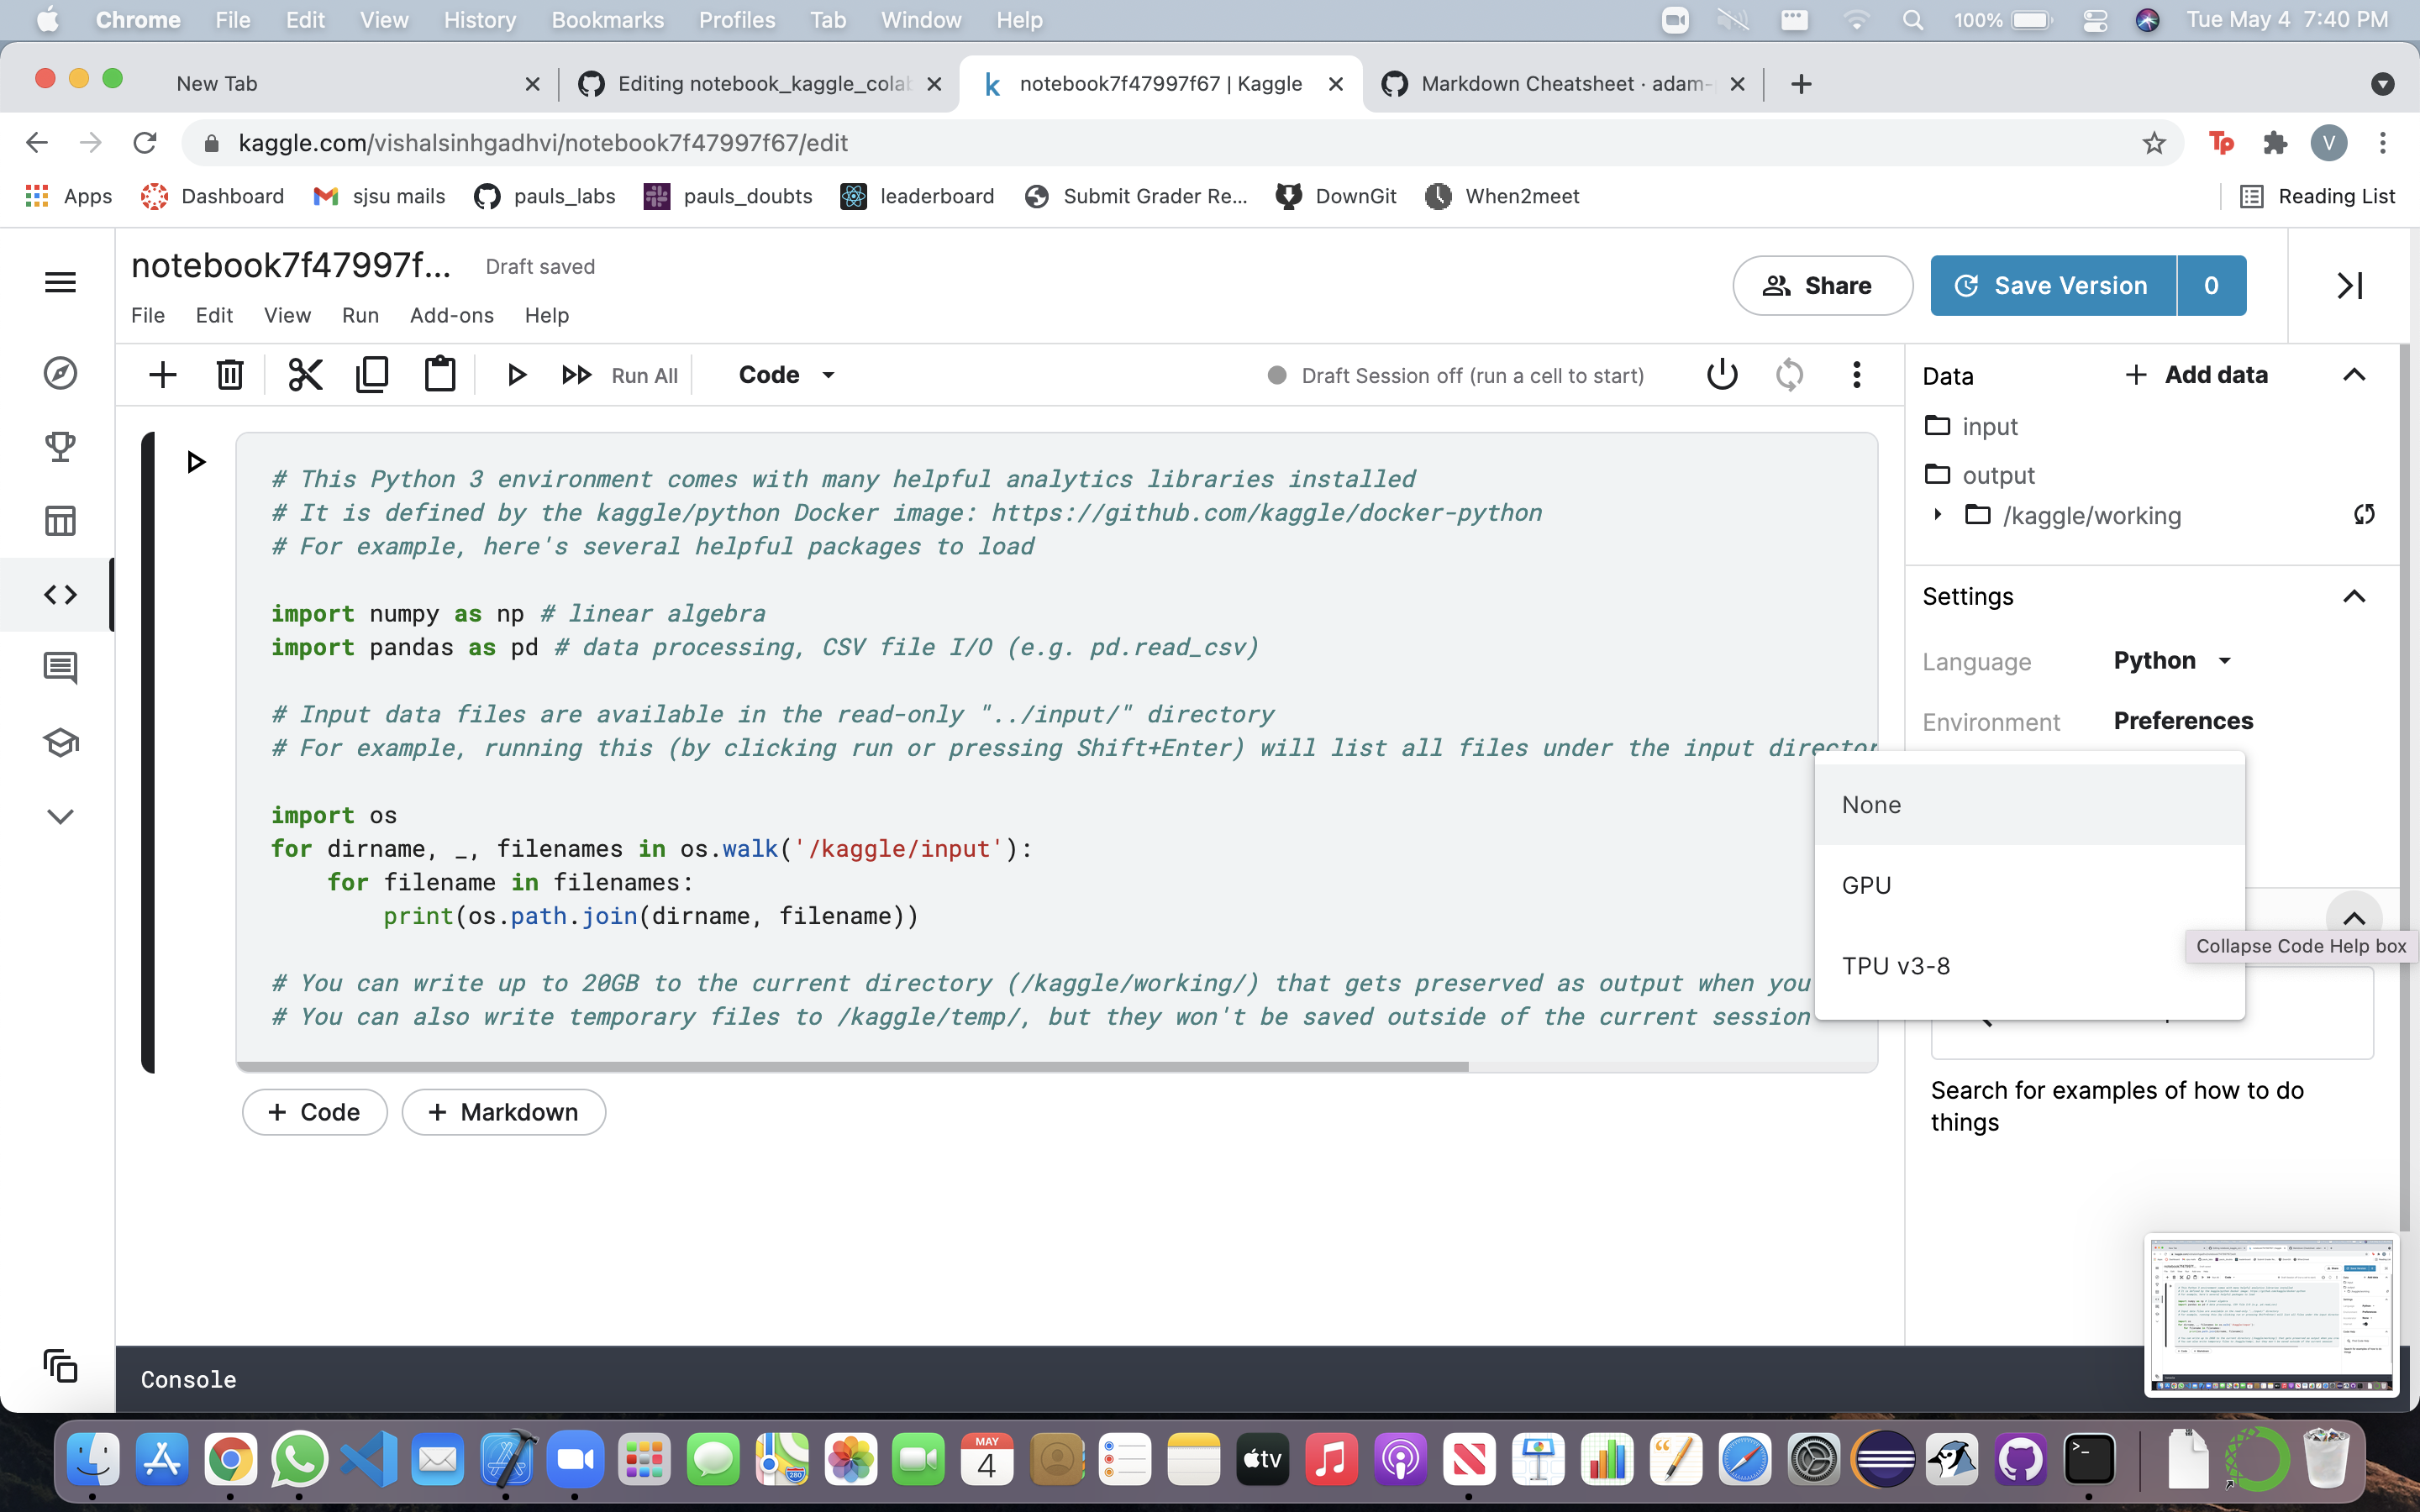 Chrome File Edit View History Bookmarks Profiles Tab Window Help 100% Tue May 4 7:40 PM
New Tab Editing notebook_kaggle_colab notebook7f47997f67 | Kaggle Markdown Cheatsheet · adam-
kaggle.com/vishalsinhgadhvi/notebook7f47997f67/edit Tp V
Apps Dashboard sjsu mails pauls_labs pauls_doubts leaderboard Submit Grader Re... DownGit When2meet Reading List
notebook7f47997f... Draft saved
Share Save Version 0
File Edit View Run Add-ons Help
Run All Code Draft Session off (run a cell to start)
Data + Add data
input
output
/kaggle/working
Settings
Language Python
Environment Preferences
None
GPU
TPU v3-8
Collapse Code Help box
Search for examples of how to do
things
# This Python 3 environment comes with many helpful analytics libraries installed
# It is defined by the kaggle/python Docker image: https://github.com/kaggle/docker-python
# For example, here's several helpful packages to load
import numpy as np # linear algebra
import pandas as pd # data processing, CSV file I/O (e.g. pd.read_csv)
# Input data files are available in the read-only "../input/" directory
# For example, running this (by clicking run or pressing Shift+Enter) will list all files under the input director
import os
for dirname, _, filenames in os.walk('/kaggle/input'):
    for filename in filenames:
        print(os.path.join(dirname, filename))
# You can write up to 20GB to the current directory (/kaggle/working/) that gets preserved as output when you
# You can also write temporary files to /kaggle/temp/, but they won't be saved outside of the current session
+ Code + Markdown
Console
MAY
4
280
tv